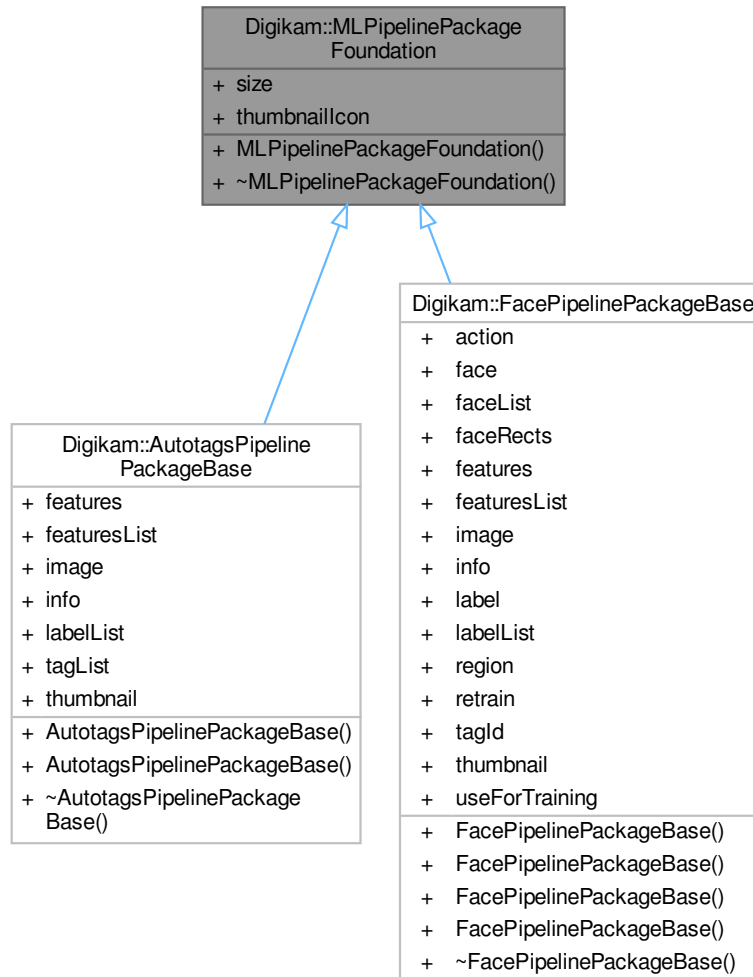 Digikam::MLPipelinePackage
Foundation
+ size
+ thumbnailIcon
+ MLPipelinePackageFoundation()
+ ~MLPipelinePackageFoundation()
Digikam::AutotagsPipeline
PackageBase
+ features
+ featuresList
+ image
+ info
+ labelList
+ tagList
+ thumbnail
+ AutotagsPipelinePackageBase()
+ AutotagsPipelinePackageBase()
+ ~AutotagsPipelinePackage
Base()
Digikam::FacePipelinePackageBase
+ action
+ face
+ faceList
+ faceRects
+ features
+ featuresList
+ image
+ info
+ label
+ labelList
+ region
+ retrain
+ tagId
+ thumbnail
+ useForTraining
+ FacePipelinePackageBase()
+ FacePipelinePackageBase()
+ FacePipelinePackageBase()
+ FacePipelinePackageBase()
+ ~FacePipelinePackageBase()